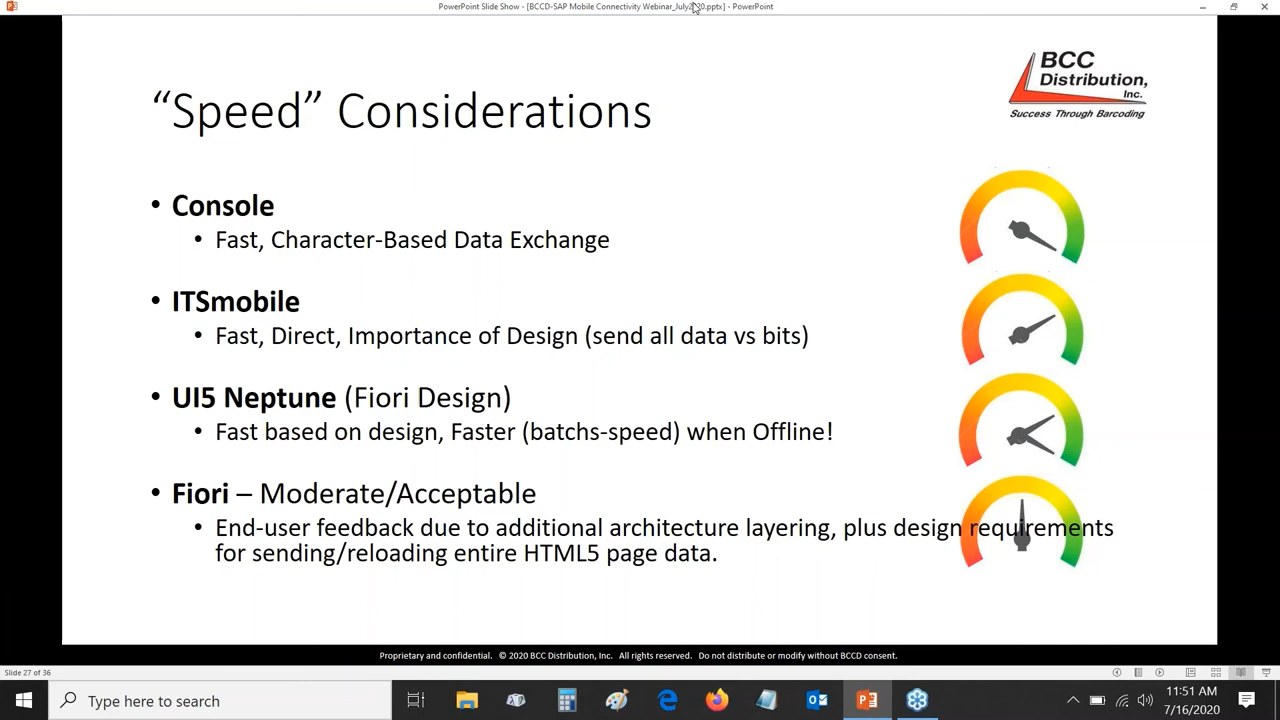 PowerPoint Slide Show - [BCCD-SAP Mobile Connectivity Webinar_July2020.pptx] - PowerPoint
“Speed” Considerations
BCC
Distribution,
Inc.
Success Through Barcoding
• Console
• Fast, Character-Based Data Exchange
• ITSmobile
• Fast, Direct, Importance of Design (send all data vs bits)
• UI5 Neptune (Fiori Design)
• Fast based on design, Faster (batchs-speed) when Offline!
• Fiori – Moderate/Acceptable
• End-user feedback due to additional architecture layering, plus design requirements
for sending/reloading entire HTML5 page data.
Proprietary and confidential. © 2020 BCC Distribution, Inc. All rights reserved. Do not distribute or modify without BCCD consent.
Slide 27 of 36
Type here to search
11:51 AM
7/16/2020